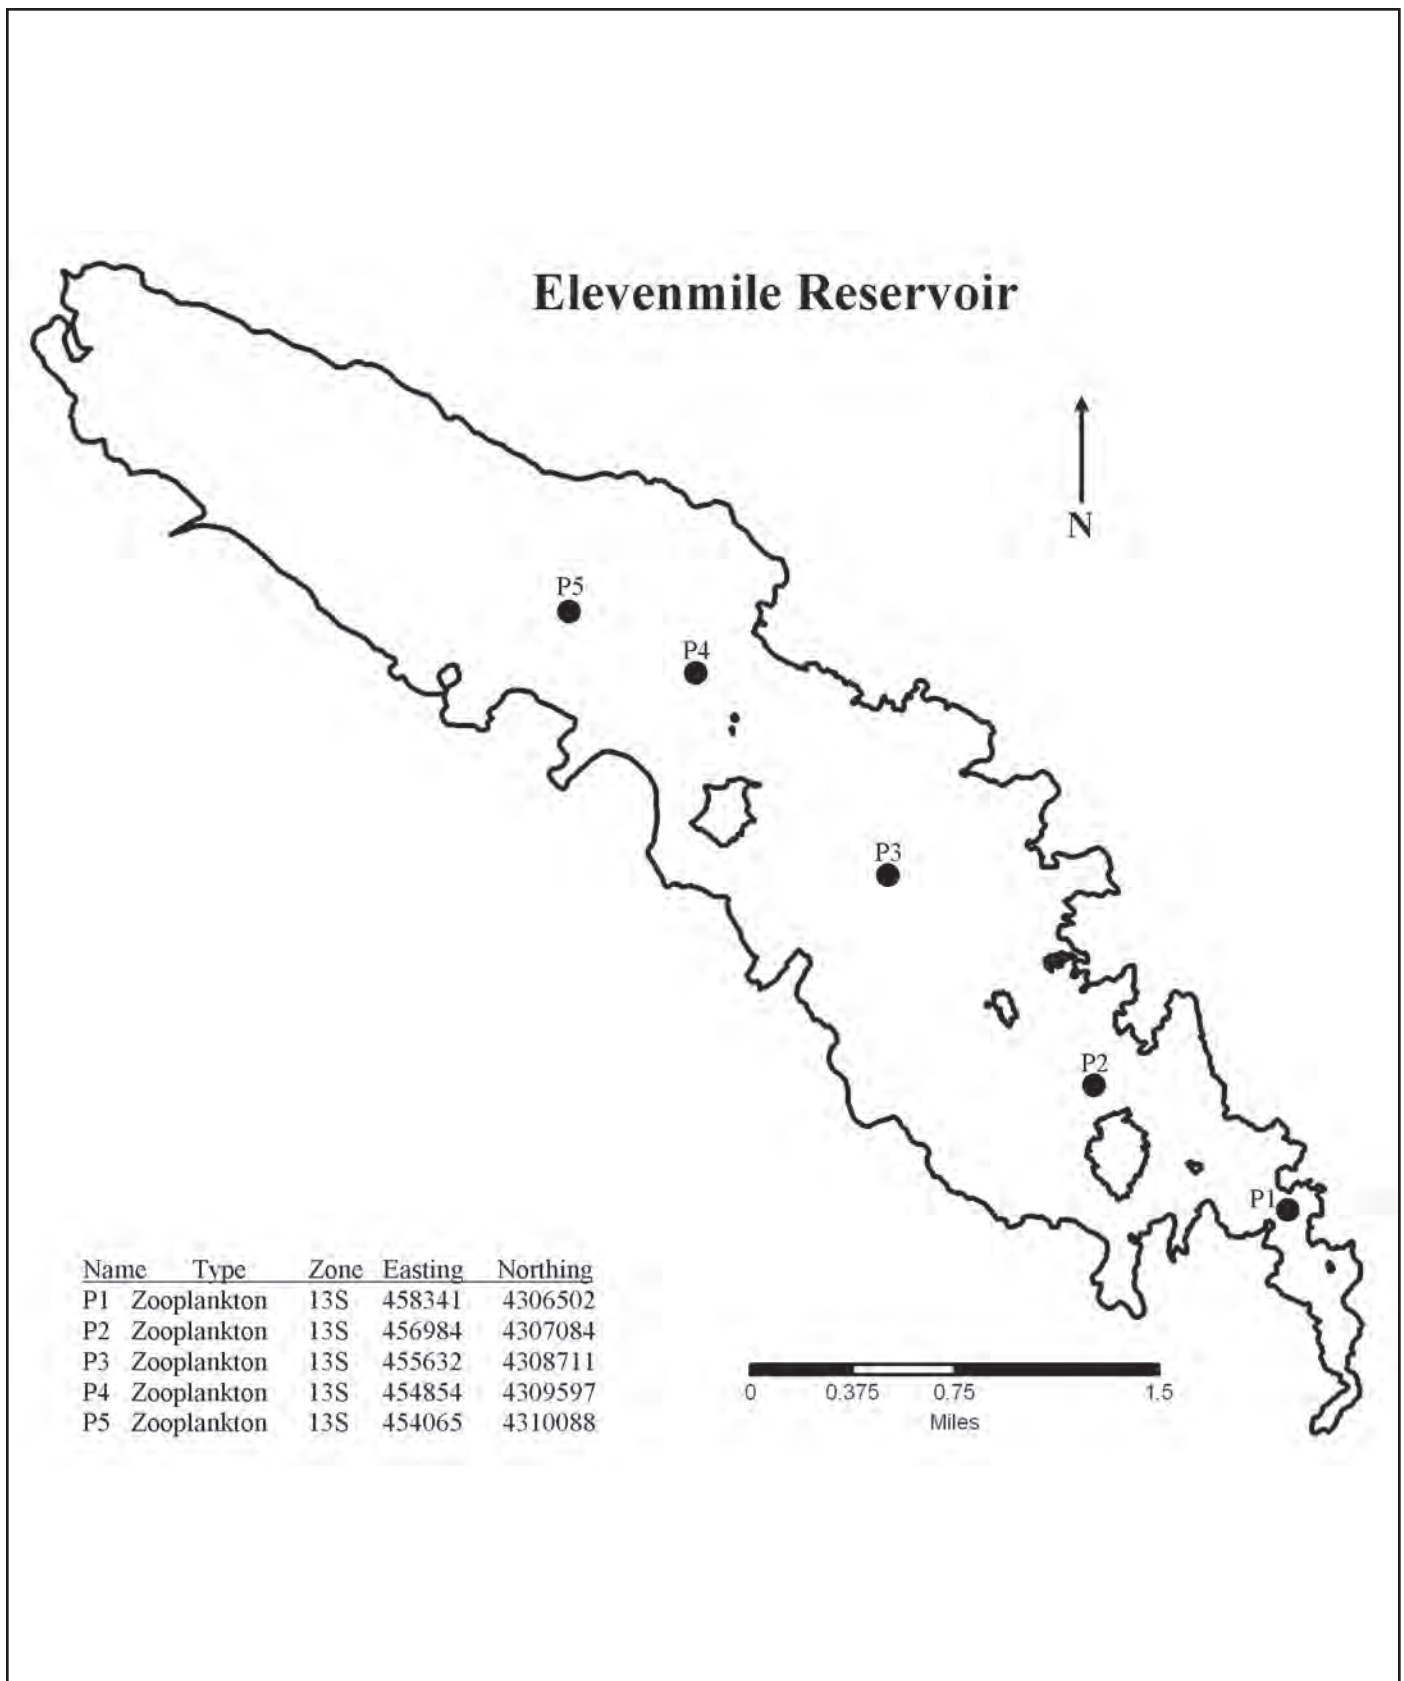 Elevenmile Reservoir
N
P5
P4
P3
P2
P1
Name Type Zone Easting Northing
P1 Zooplankton 13S 458341 4306502
P2 Zooplankton 13S 456984 4307084
P3 Zooplankton 13S 455632 4308711
P4 Zooplankton 13S 454854 4309597
P5 Zooplankton 13S 454065 4310088
0 0.375 0.75 1.5
Miles